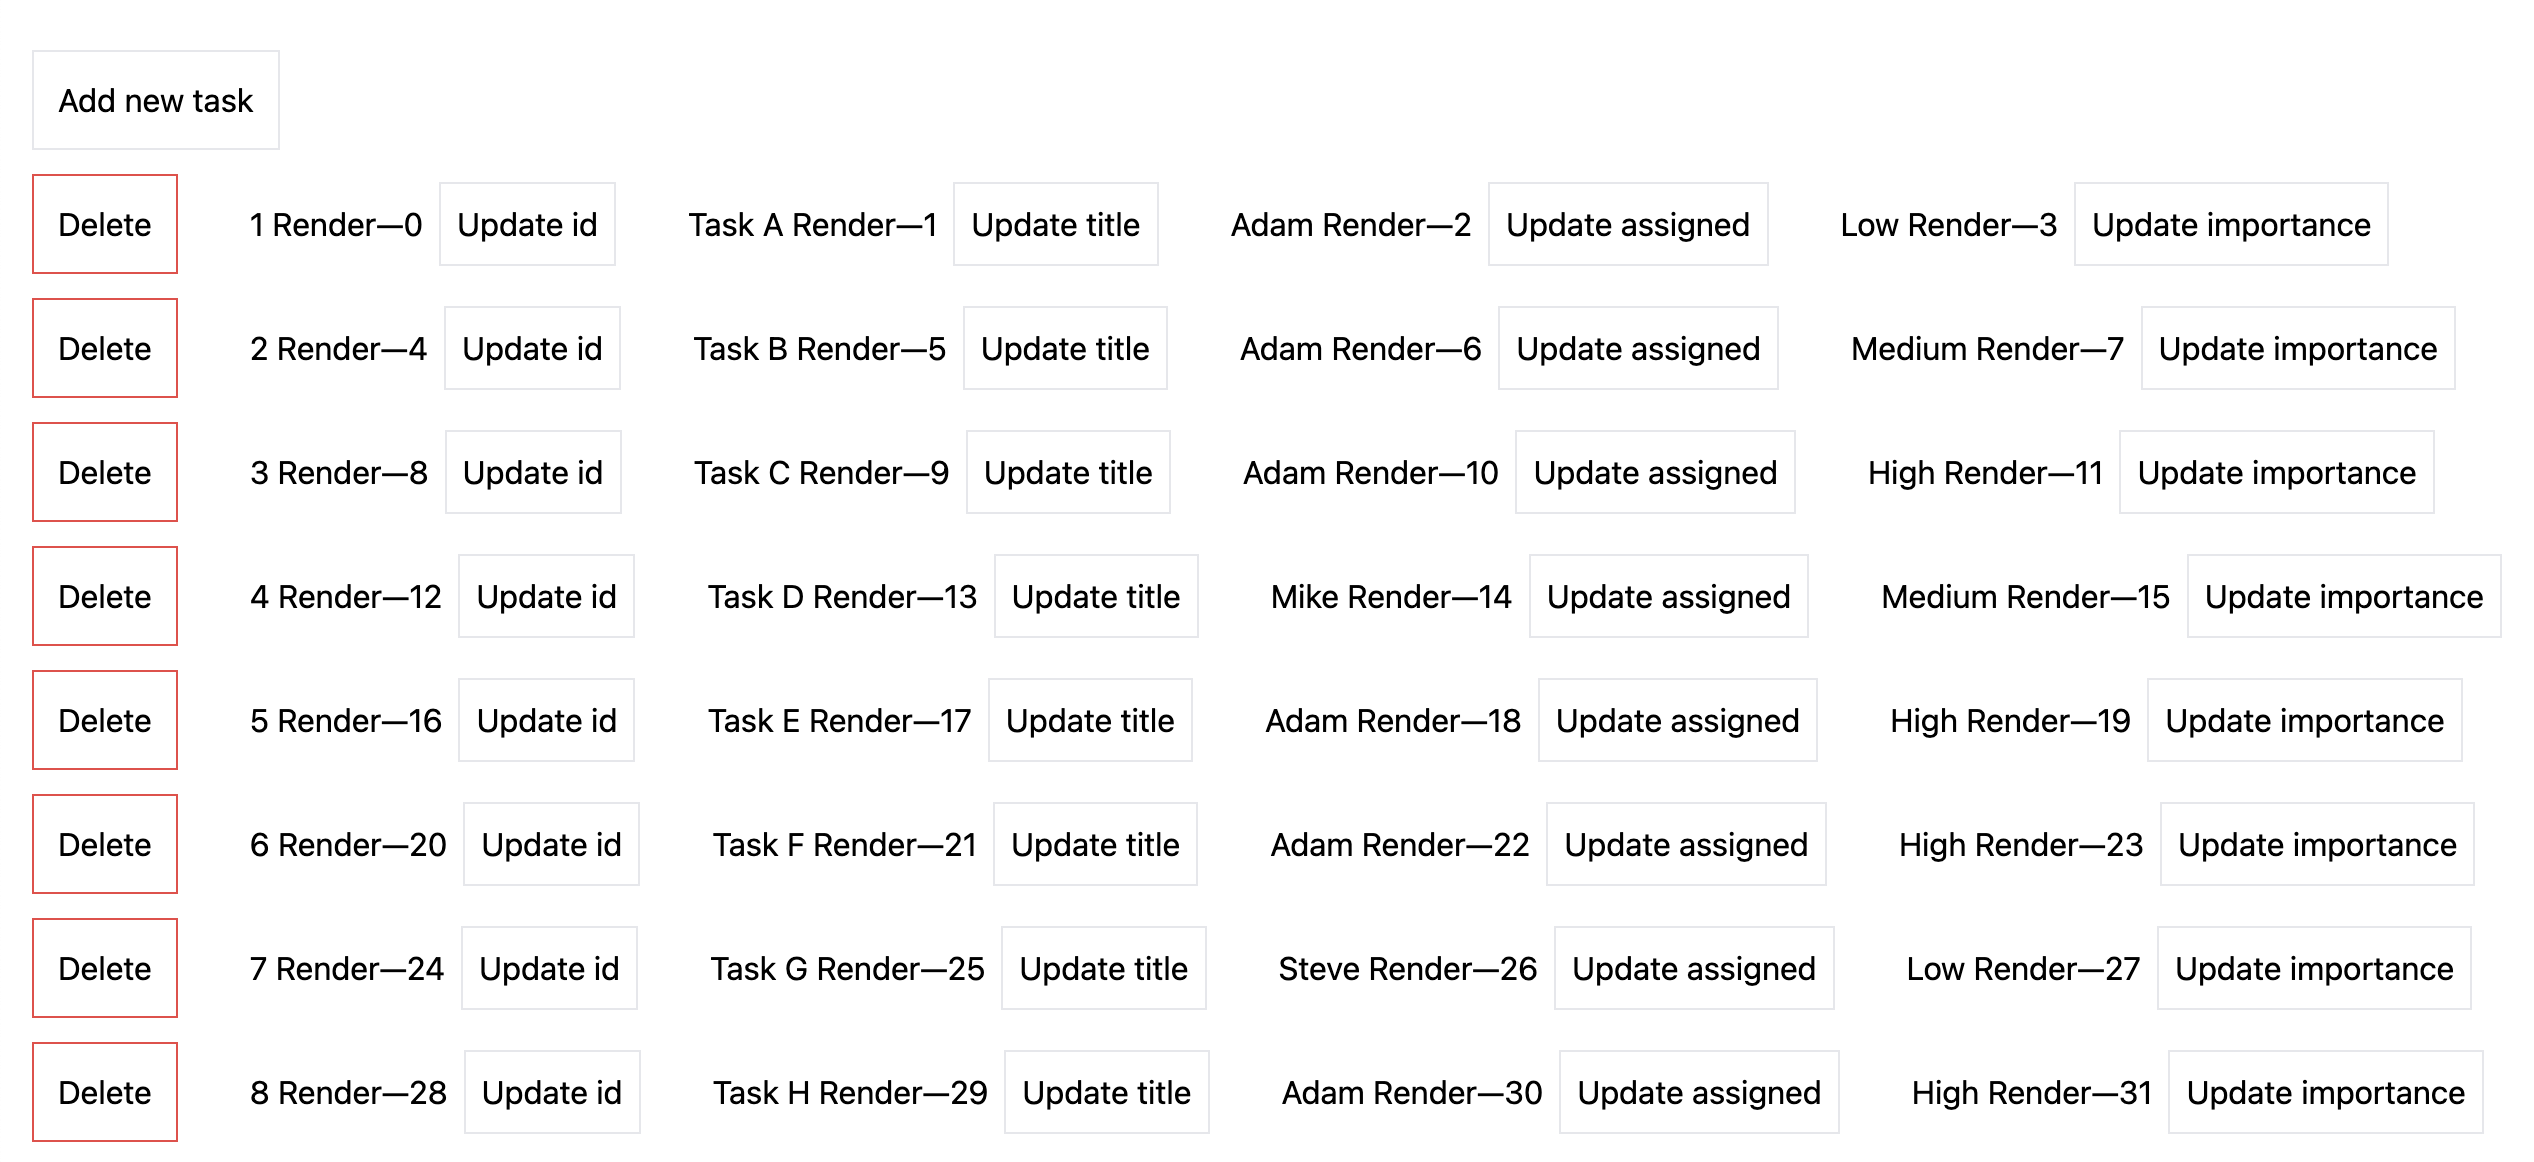 Add new task
Delete 1 Render—0 Update id Task A Render—1 Update title Adam Render—2 Update assigned Low Render—3 Update importance
Delete 2 Render—4 Update id Task B Render—5 Update title Adam Render—6 Update assigned Medium Render—7 Update importance
Delete 3 Render—8 Update id Task C Render—9 Update title Adam Render—10 Update assigned High Render—11 Update importance
Delete 4 Render—12 Update id Task D Render—13 Update title Mike Render—14 Update assigned Medium Render—15 Update importance
Delete 5 Render—16 Update id Task E Render—17 Update title Adam Render—18 Update assigned High Render—19 Update importance
Delete 6 Render—20 Update id Task F Render—21 Update title Adam Render—22 Update assigned High Render—23 Update importance
Delete 7 Render—24 Update id Task G Render—25 Update title Steve Render—26 Update assigned Low Render—27 Update importance
Delete 8 Render—28 Update id Task H Render—29 Update title Adam Render—30 Update assigned High Render—31 Update importance